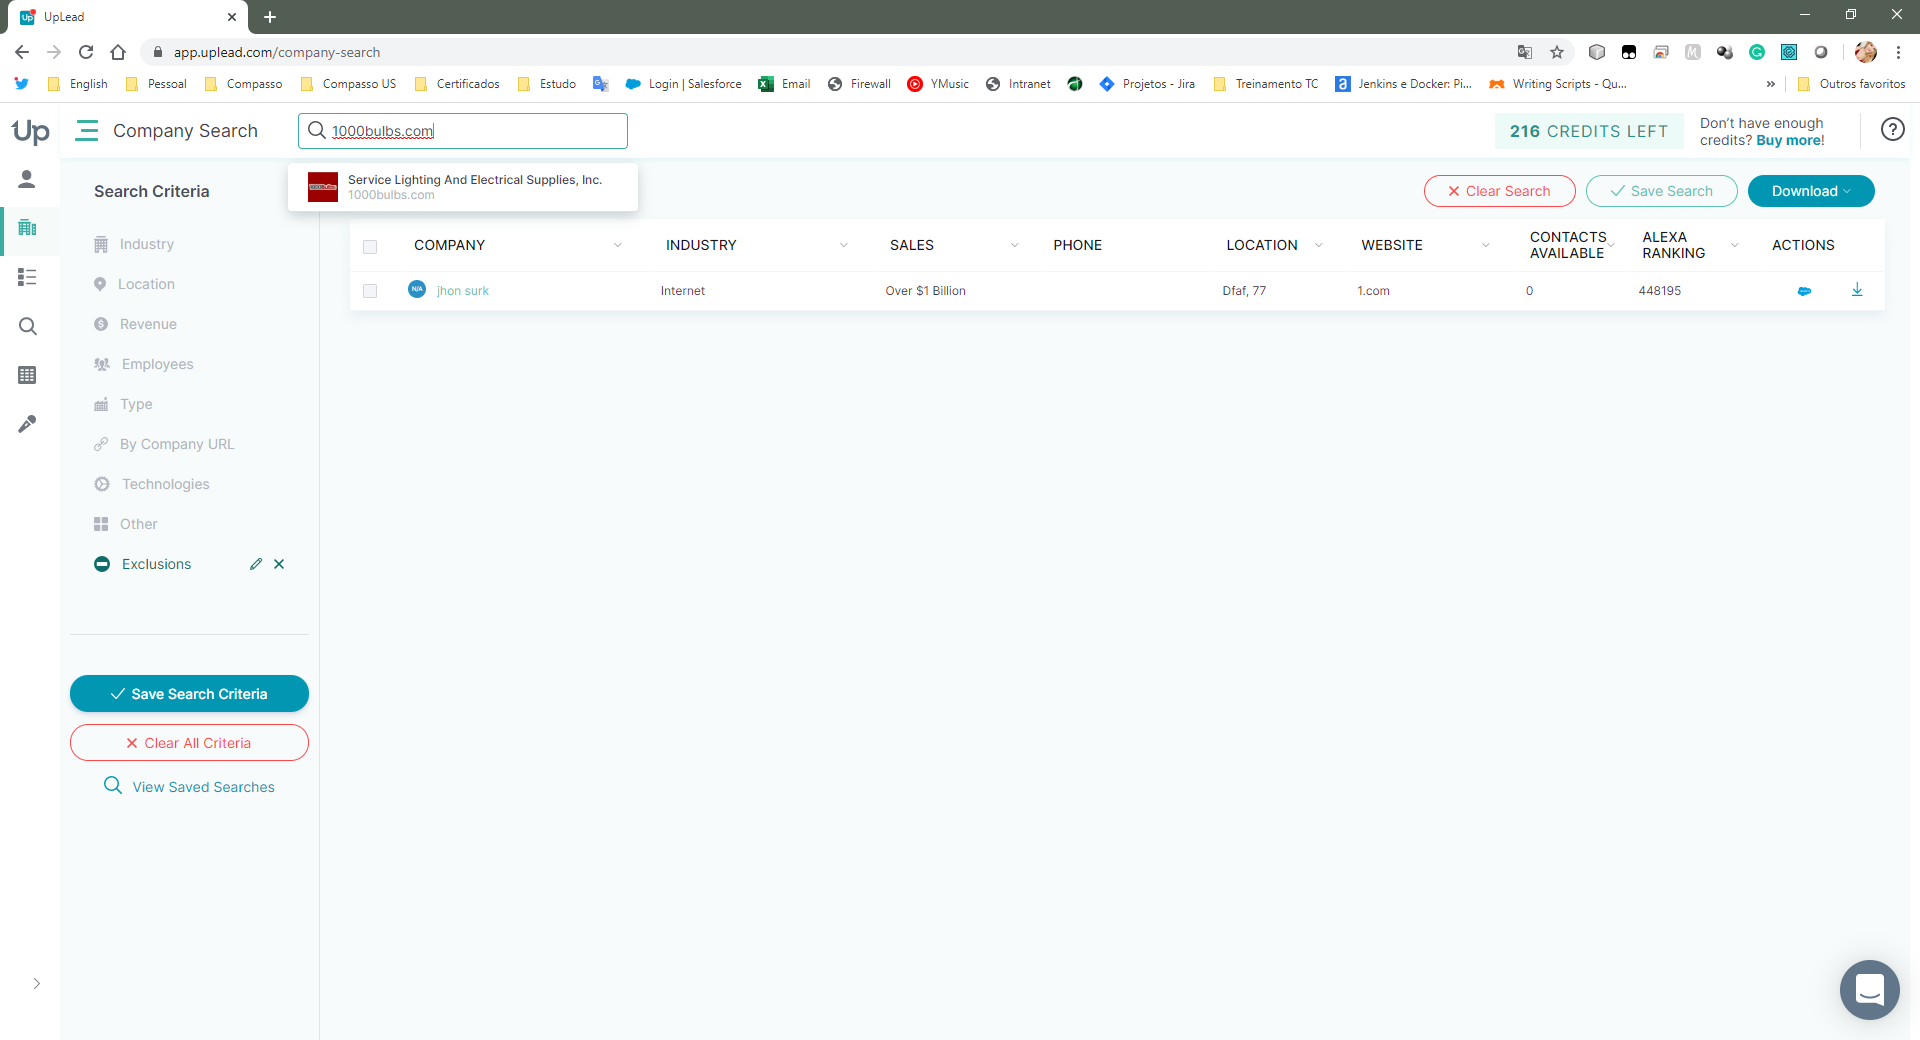 UpLead
app.uplead.com/company-search
English Pessoal Compasso Compasso US Certificados Estudo Login | Salesforce Email Firewall YMusic Intranet Projetos - Jira Treinamento TC Jenkins e Docker: Pi... Writing Scripts - Qu... » Outros favoritos
Up Company Search 1000bulbs.com 216 CREDITS LEFT Don't have enough
credits? Buy more!
Service Lighting And Electrical Supplies, Inc.
1000bulbs.com
Search Criteria
Clear Search Save Search Download
COMPANY INDUSTRY SALES PHONE LOCATION WEBSITE CONTACTS AVAILABLE ALEXA RANKING ACTIONS
N/A jhon surk Internet Over $1 Billion Dfaf, 77 1.com 0 448195
Industry
Location
Revenue
Employees
Type
By Company URL
Technologies
Other
Exclusions
Save Search Criteria
Clear All Criteria
View Saved Searches